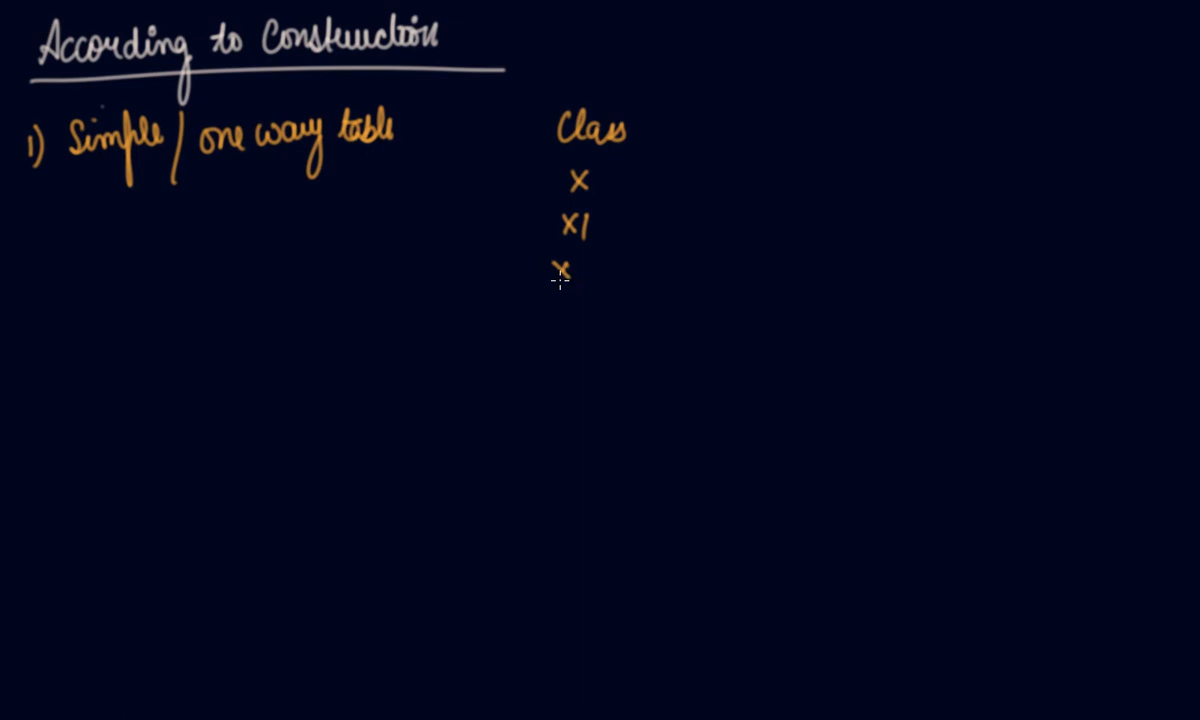 According to Construction
1) Simple / one way table
Class
X
XI
X